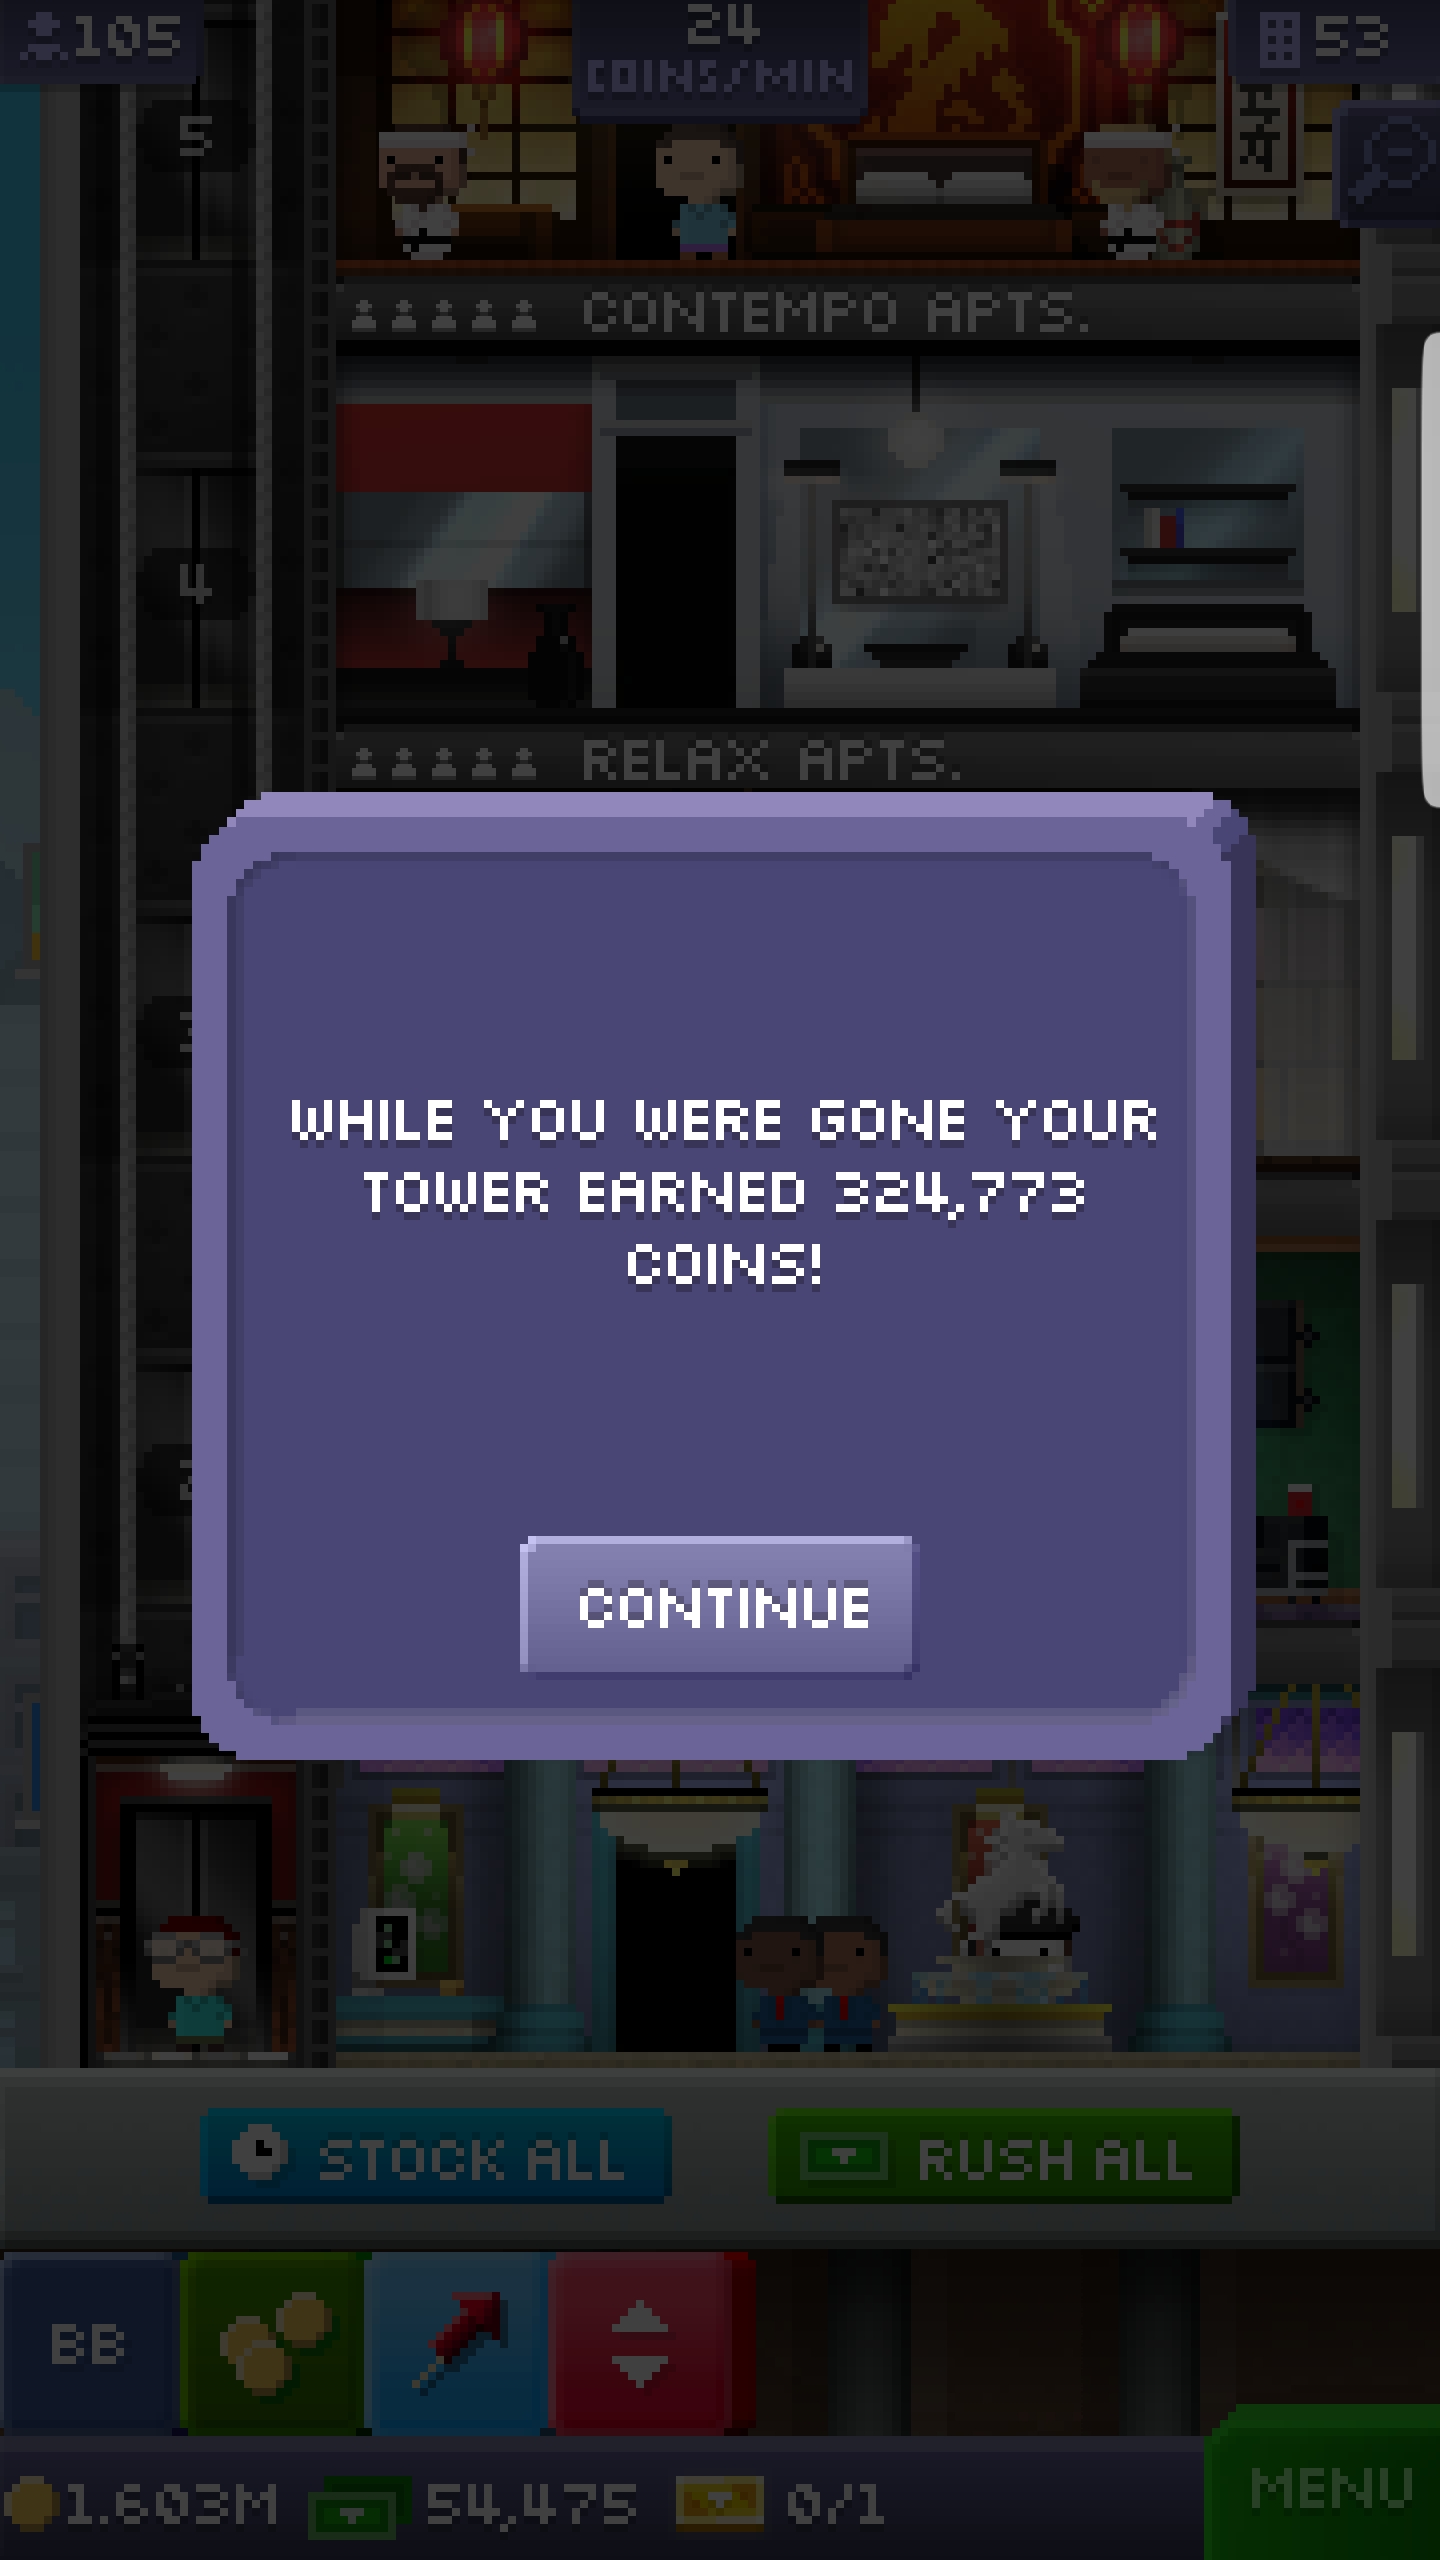 105
24
COINS/MIN
53
5
CONTEMPO APTS.
4
RELAX APTS.
WHILE YOU WERE GONE YOUR
TOWER EARNED 324,773
COINS!
CONTINUE
STOCK ALL
RUSH ALL
BB
1.603M
54,475
0/1
MENU